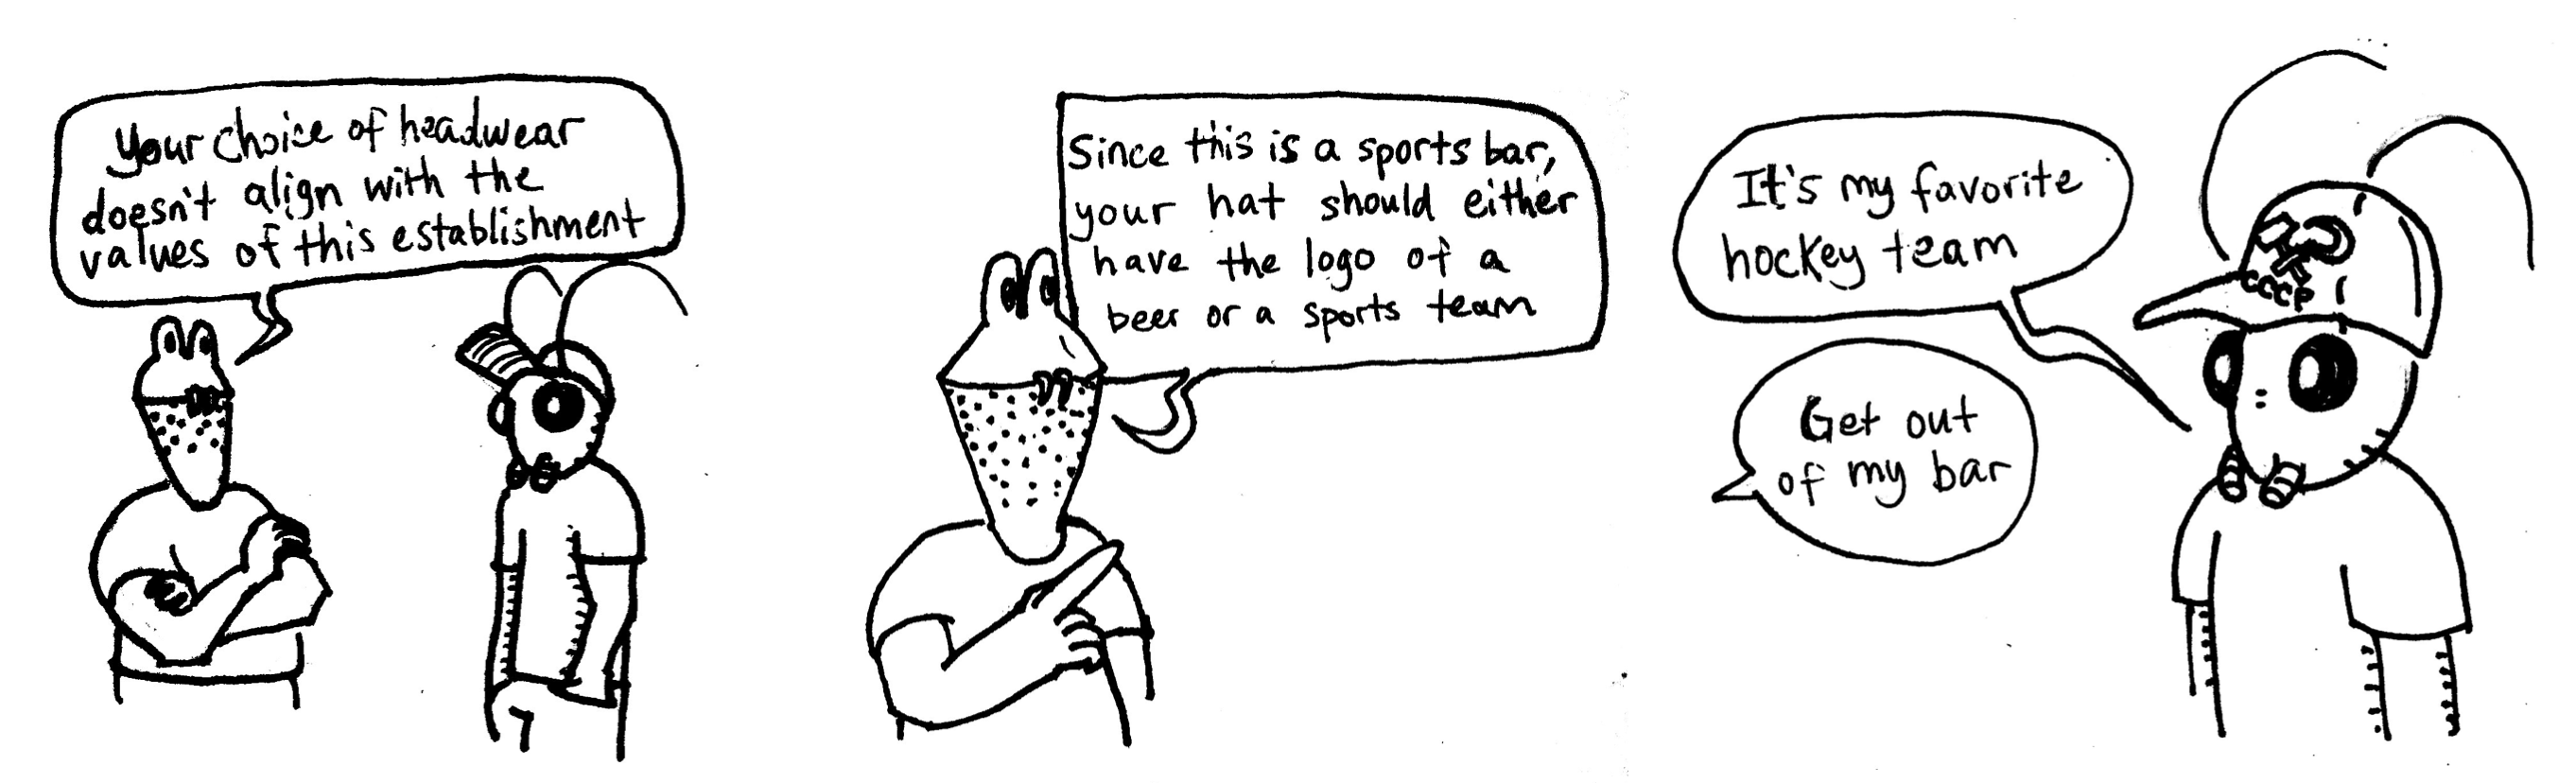 Your choice of headwear
doesn't align with the
values of this establishment
Since this is a sports bar,
your hat should either
have the logo of a
beer or a sports team
It's my favorite
hockey team
CCCP
Get out
of my bar